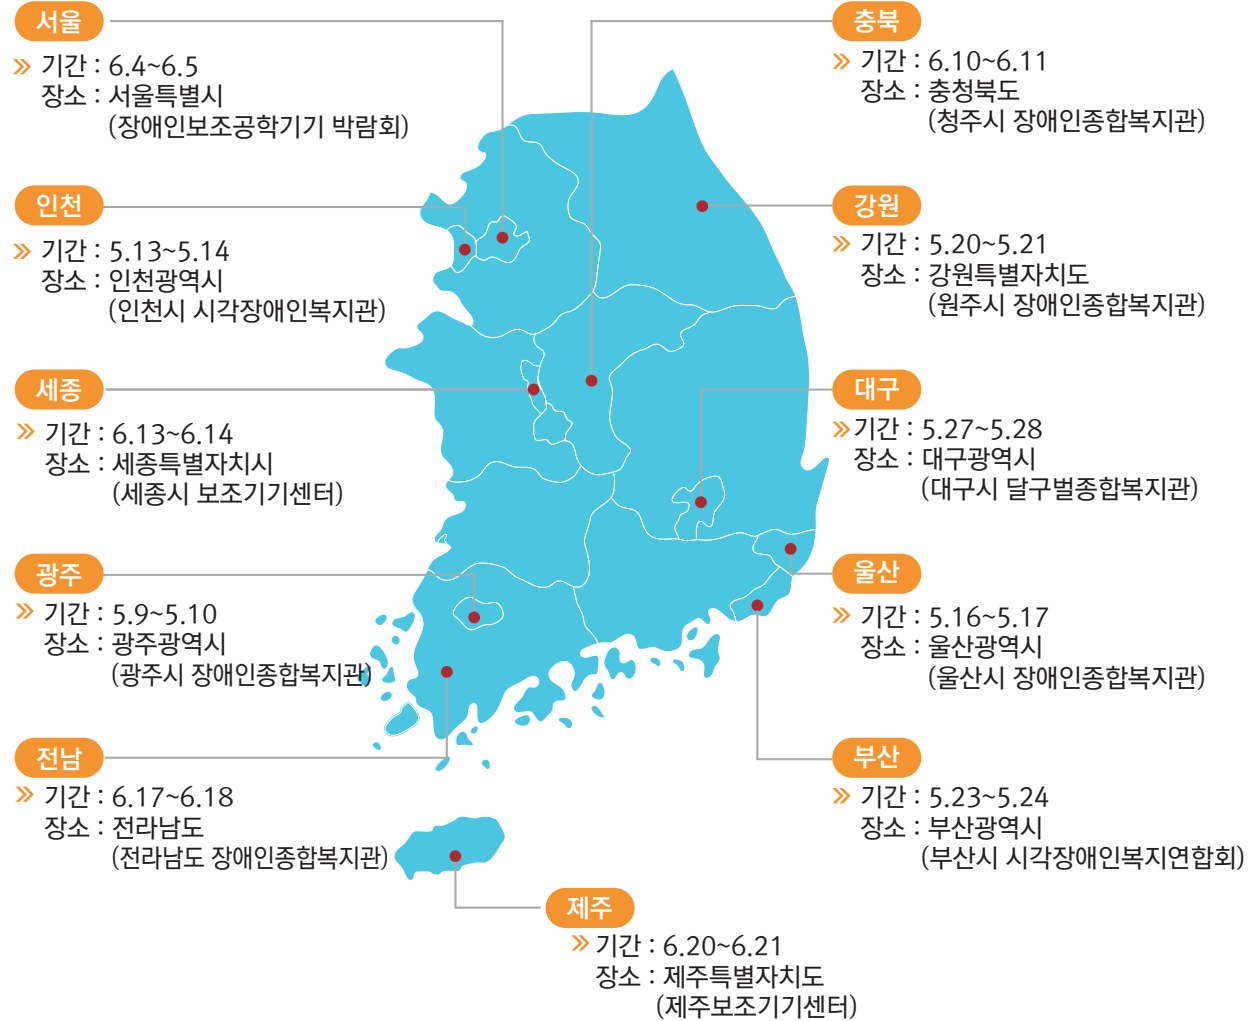 서울
기간 : 6.4~6.5
장소 : 서울특별시
(장애인보조공학기기 박람회)
인천
기간 : 5.13~5.14
장소 : 인천광역시
(인천시 시각장애인복지관)
세종
기간 : 6.13~6.14
장소 : 세종특별자치시
(세종시 보조기기센터)
광주
기간 : 5.9~5.10
장소 : 광주광역시
(광주시 장애인종합복지관)
전남
기간 : 6.17~6.18
장소 : 전라남도
(전라남도 장애인종합복지관)
충북
기간 : 6.10~6.11
장소 : 충청북도
(청주시 장애인종합복지관)
강원
기간 : 5.20~5.21
장소 : 강원특별자치도
(원주시 장애인종합복지관)
대구
기간 : 5.27~5.28
장소 : 대구광역시
(대구시 달구벌종합복지관)
울산
기간 : 5.16~5.17
장소 : 울산광역시
(울산시 장애인종합복지관)
부산
기간 : 5.23~5.24
장소 : 부산광역시
(부산시 시각장애인복지연합회)
제주
기간 : 6.20~6.21
장소 : 제주특별자치도
(제주보조기기센터)